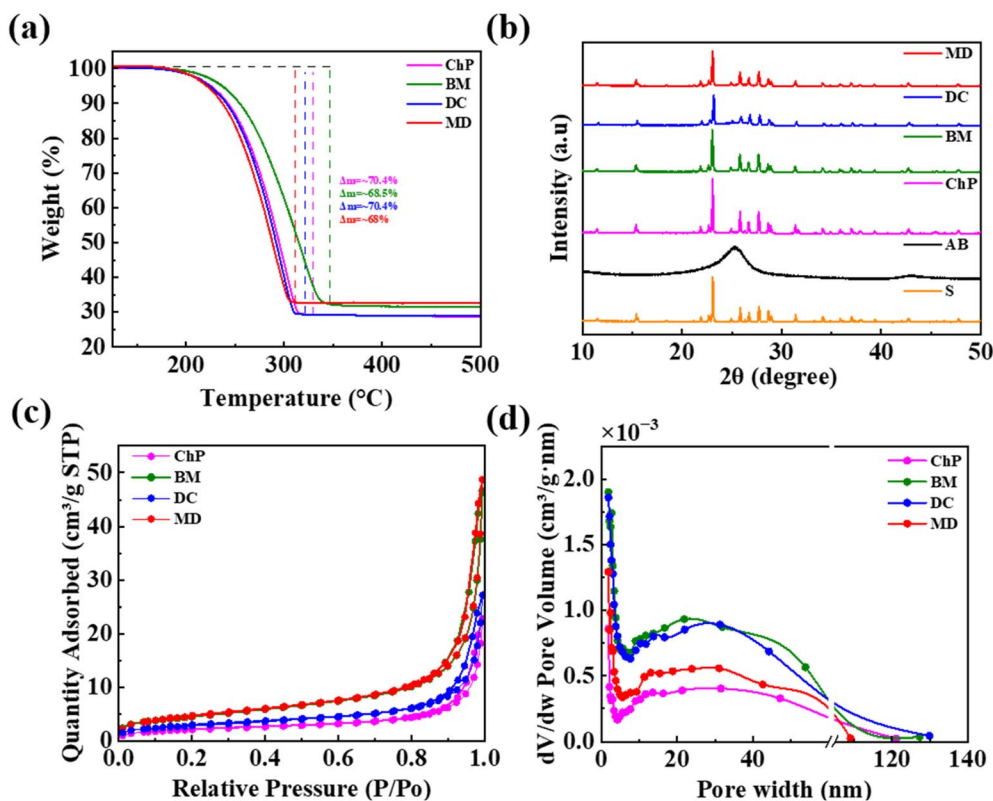 (a)
100
90
80
70
60
50
40
30
20
Weight (%)
200
300
400
500
Temperature (°C)
ChP
BM
DC
MD
Δm=~70.4%
Δm=~68.5%
Δm=~70.4%
Δm=~68%
(b)
Intensity (a.u)
MD
DC
BM
ChP
AB
S
10
20
30
40
50
2θ (degree)
(c)
Quantity Adsorbed (cm³/g STP)
50
40
30
20
10
0
0.0
0.2
0.4
0.6
0.8
1.0
Relative Pressure (P/Po)
ChP
BM
DC
MD
(d)
×10⁻³
dV/dw Pore Volume (cm³/g·nm)
2.0
1.5
1.0
0.5
0.0
0
20
40
120
140
Pore width (nm)
ChP
BM
DC
MD